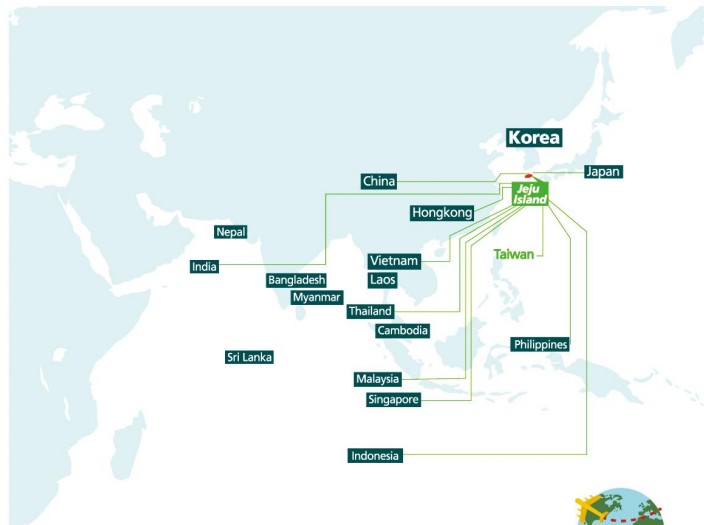 Korea
China
Japan
Jeju
Island
Hongkong
Nepal
Taiwan
Vietnam
India
Bangladesh
Laos
Myanmar
Thailand
Cambodia
Philippines
Sri Lanka
Malaysia
Singapore
Indonesia